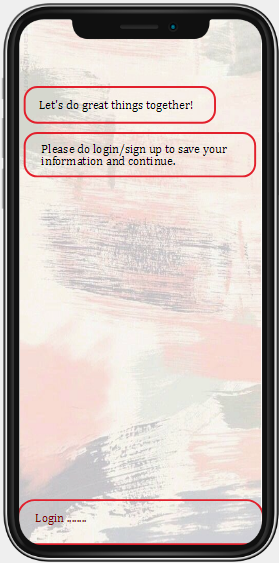 Let's do great things together!
Please do login/sign up to save your
information and continue.
Login ........